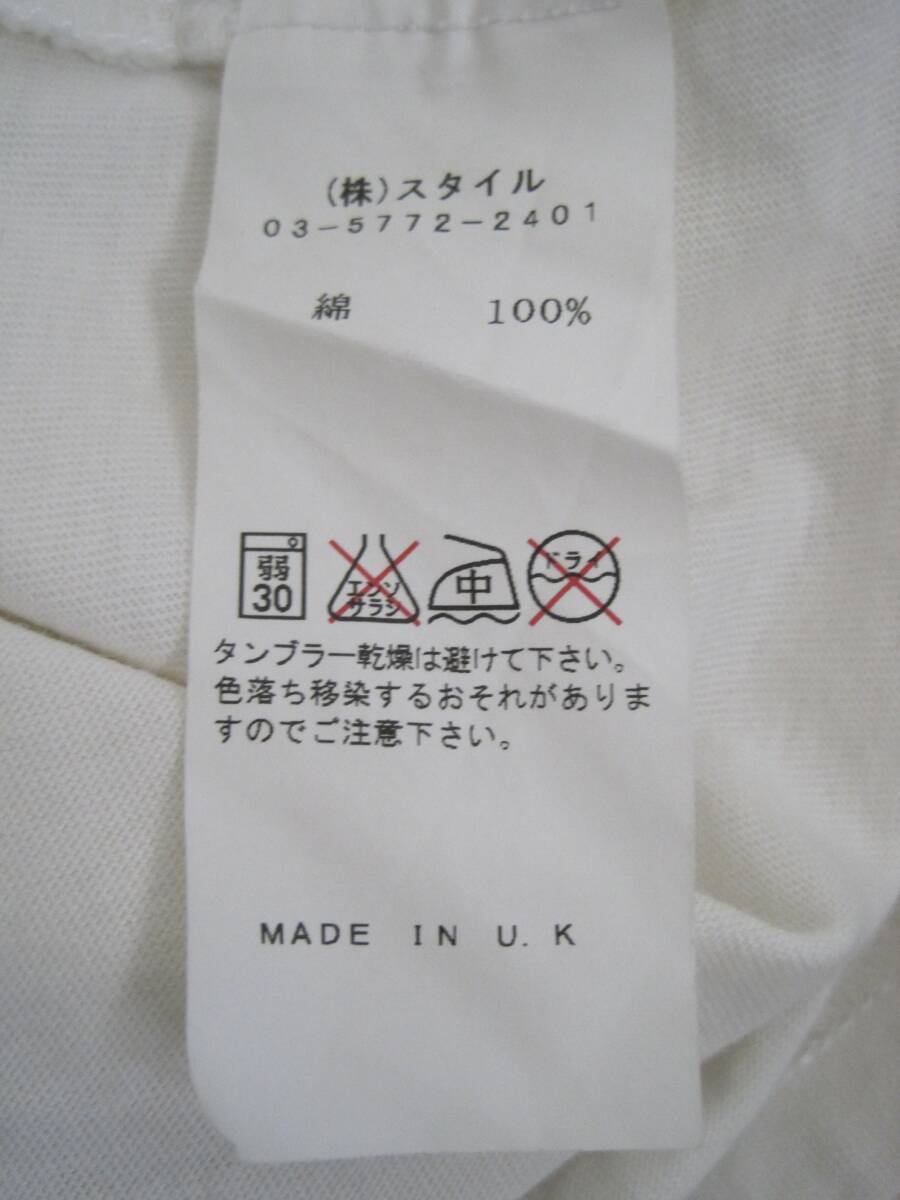 (株)スタイル
03-5772-2401
綿 100%
弱
30
エンソ
サラシ
中
ドライ
タンブラー乾燥は避けて下さい。
色落ち移染するおそれがありま
すのでご注意下さい。
MADE IN U.K